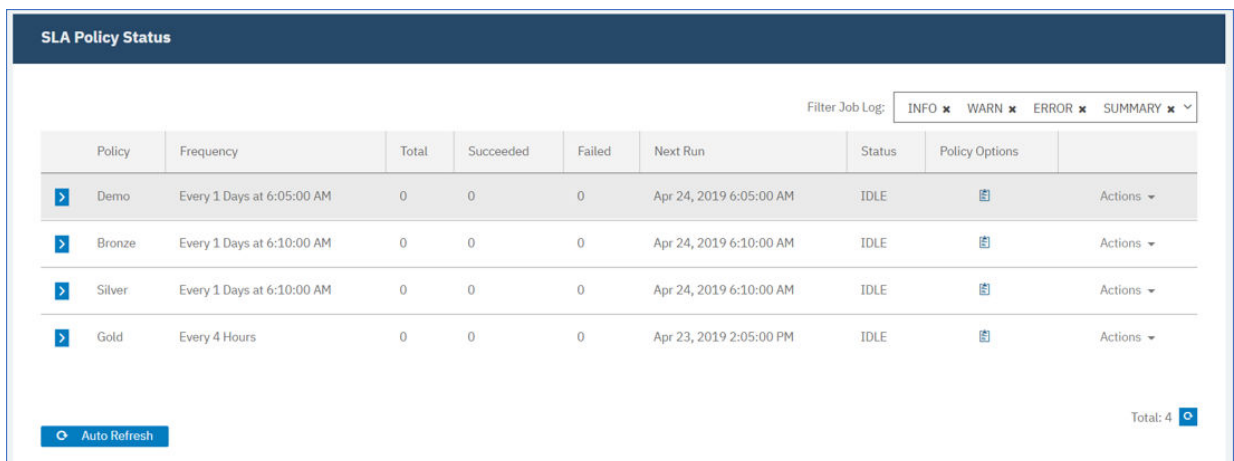 SLA Policy Status
Filter Job Log: INFO × WARN × ERROR × SUMMARY ×
Policy Frequency Total Succeeded Failed Next Run Status Policy Options
Demo Every 1 Days at 6:05:00 AM 0 0 0 Apr 24, 2019 6:05:00 AM IDLE Actions
Bronze Every 1 Days at 6:10:00 AM 0 0 0 Apr 24, 2019 6:10:00 AM IDLE Actions
Silver Every 1 Days at 6:10:00 AM 0 0 0 Apr 24, 2019 6:10:00 AM IDLE Actions
Gold Every 4 Hours 0 0 0 Apr 23, 2019 2:05:00 PM IDLE Actions
Total: 4
Auto Refresh